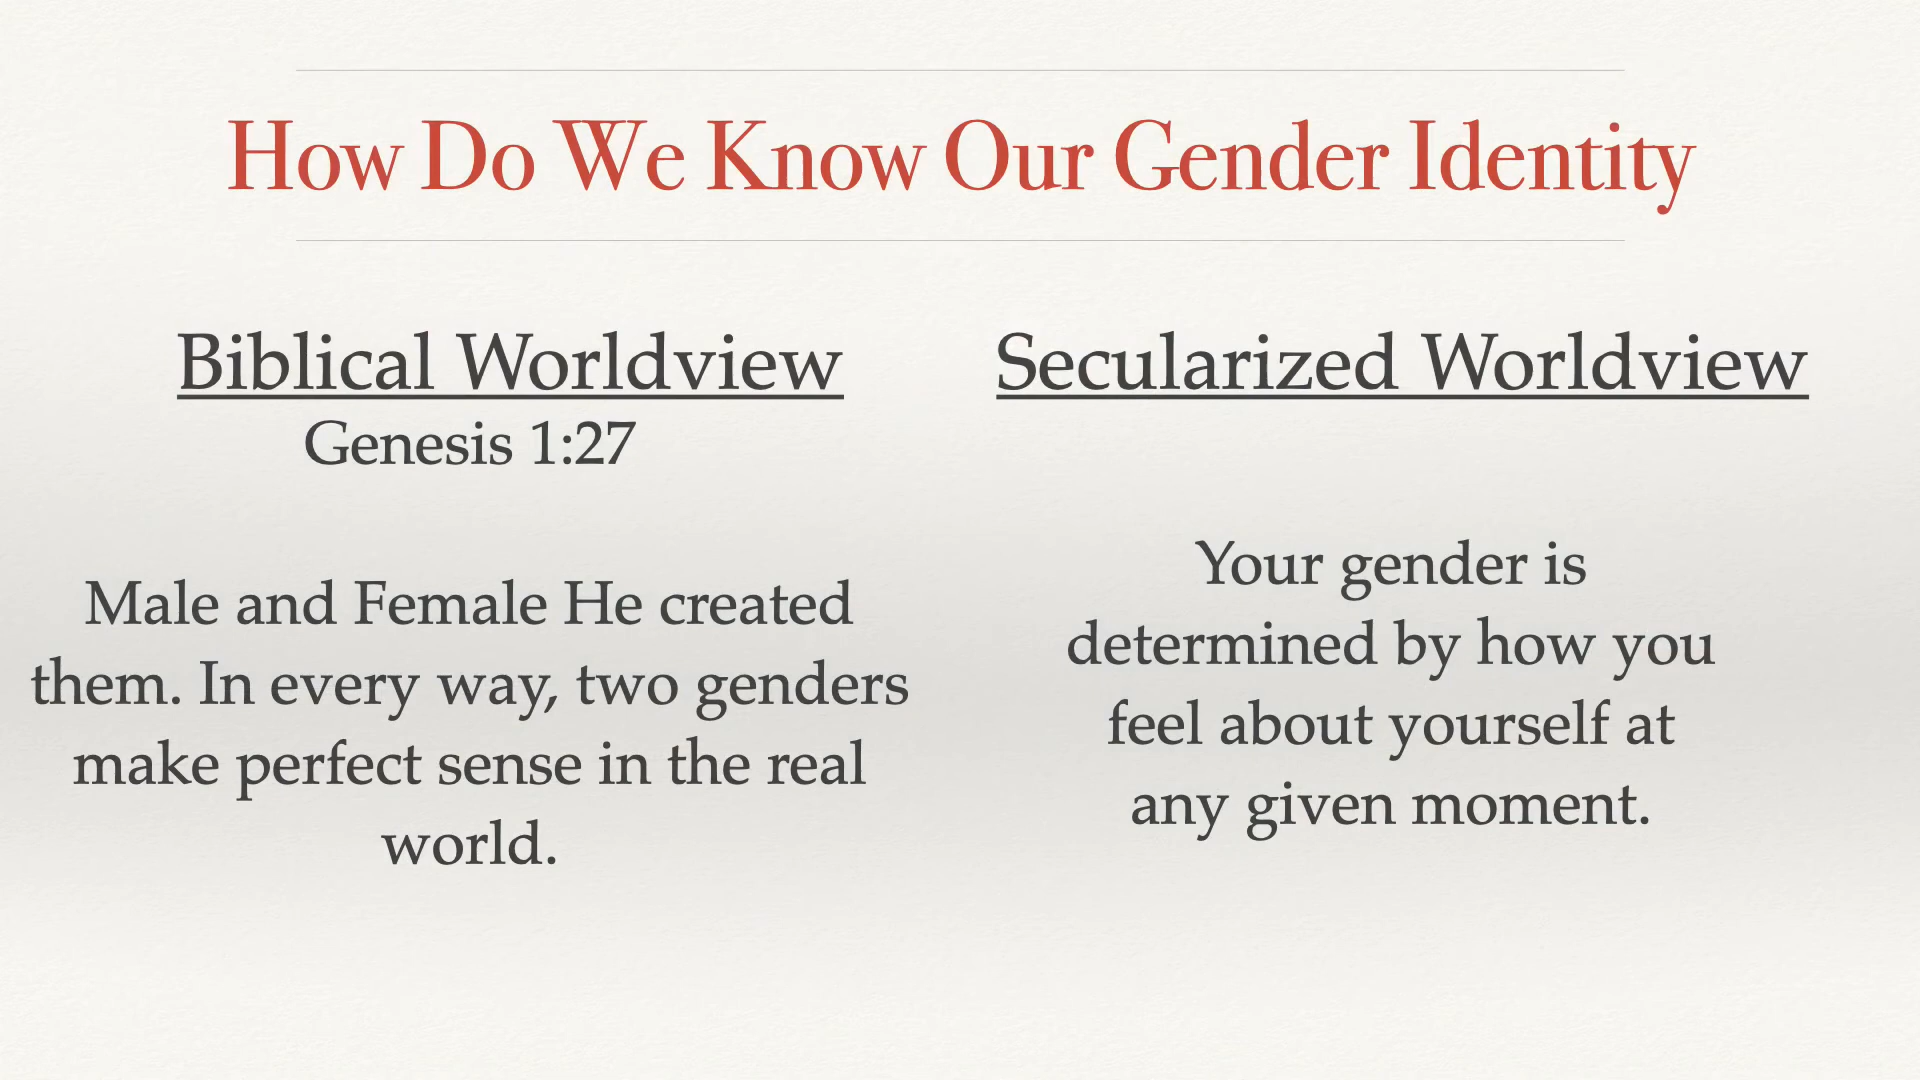 How Do We Know Our Gender Identity
Biblical Worldview
Genesis 1:27
Male and Female He created
them. In every way, two genders
make perfect sense in the real
world.
Secularized Worldview
Your gender is
determined by how you
feel about yourself at
any given moment.